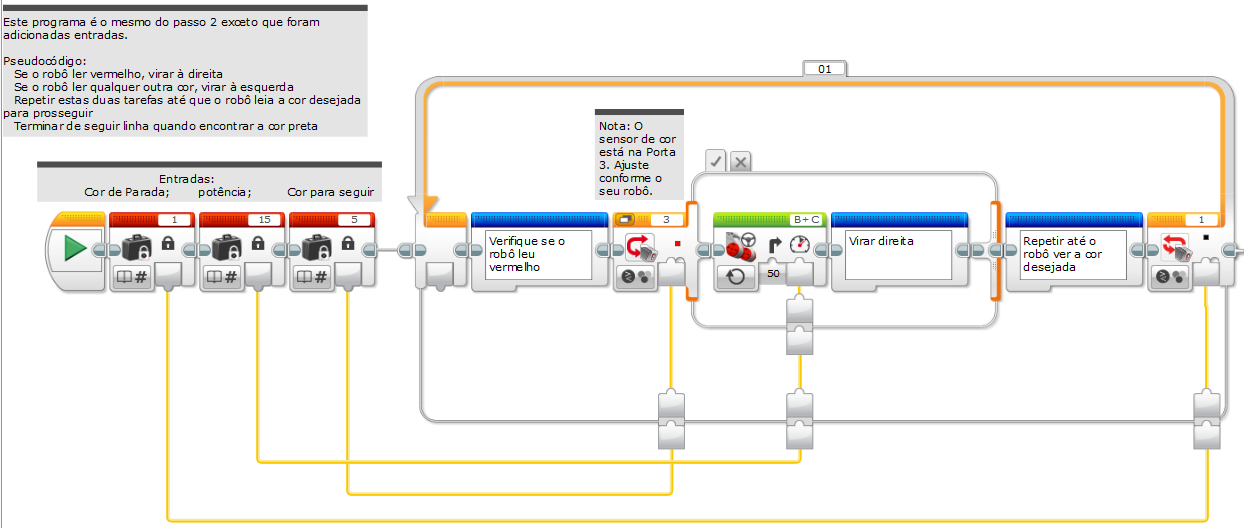 Este programa é o mesmo do passo 2 exceto que foram
adicionadas entradas.
Pseudocódigo:
Se o robô ler vermelho, virar à direita
Se o robô ler qualquer outra cor, virar à esquerda
Repetir estas duas tarefas até que o robô leia a cor desejada
para prosseguir
Terminar de seguir linha quando encontrar a cor preta
01
Nota: O
sensor de cor
está na Porta
3. Ajuste
conforme o
seu robô.
Entradas:
Cor de Parada; potência; Cor para seguir
1
15
5
3
B+C
1
Verifique se o
robô leu
vermelho
Virar direita
Repetir até o
robô ver a cor
desejada
#
#
#
50